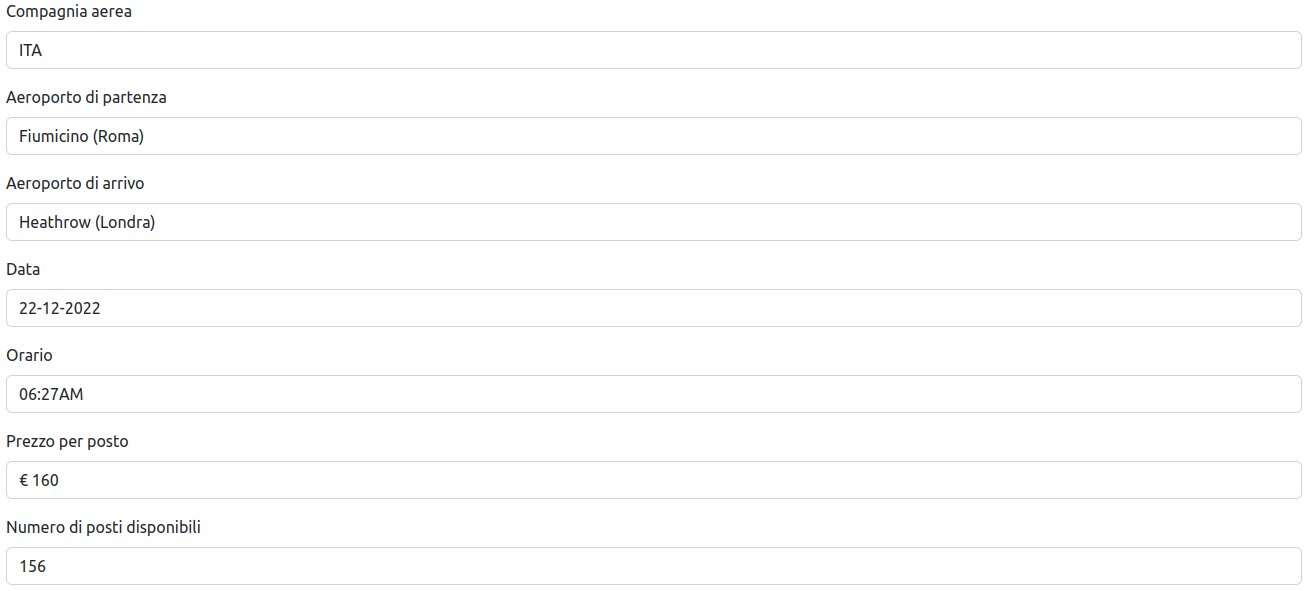 Compagnia aerea
ITA
Aeroporto di partenza
Fiumicino (Roma)
Aeroporto di arrivo
Heathrow (Londra)
Data
22-12-2022
Orario
06:27AM
Prezzo per posto
€ 160
Numero di posti disponibili
156